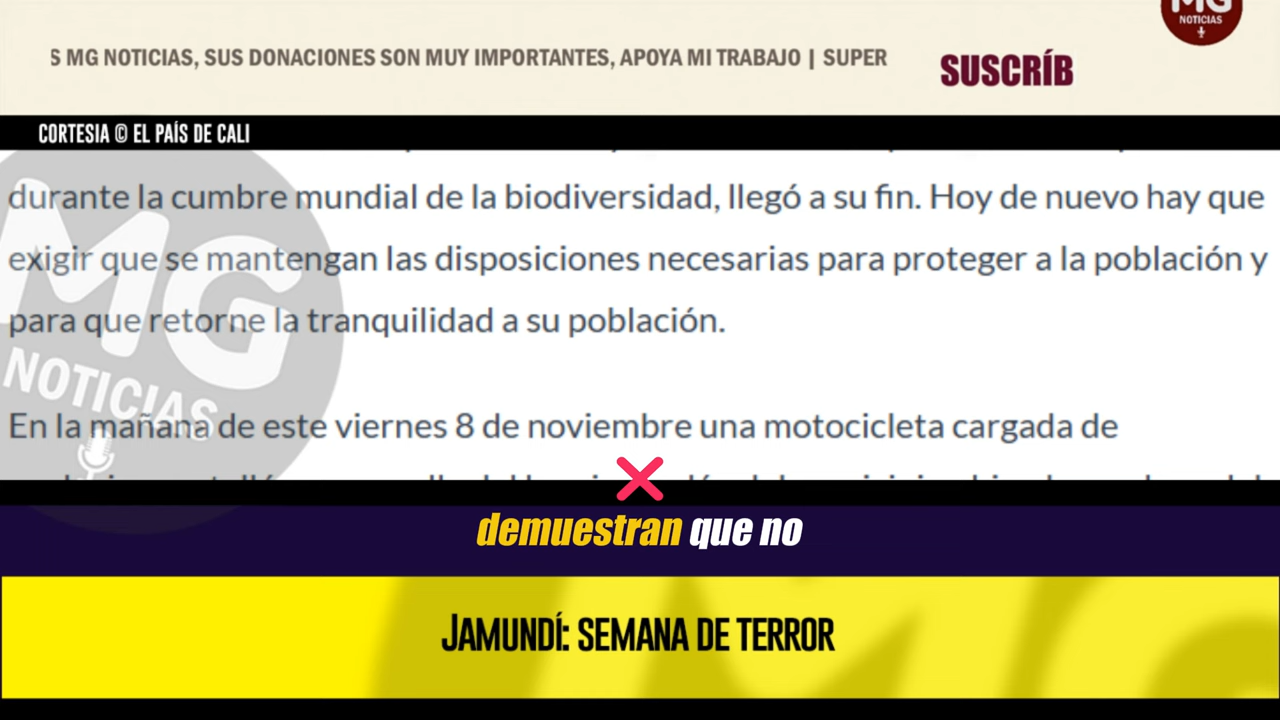 MG
NOTICIAS
S MG NOTICIAS, SUS DONACIONES SON MUY IMPORTANTES, APOYA MI TRABAJO | SUPER
SUSCRÍB
CORTESIA © EL PAÍS DE CALI
durante la cumbre mundial de la biodiversidad, llegó a su fin. Hoy de nuevo hay que
exigir que se mantengan las disposiciones necesarias para proteger a la población y
para que retorne la tranquilidad a su población.
MG
NOTICIAS
En la mañana de este viernes 8 de noviembre una motocicleta cargada de
demuestran que no
JAMUNDÍ: SEMANA DE TERROR